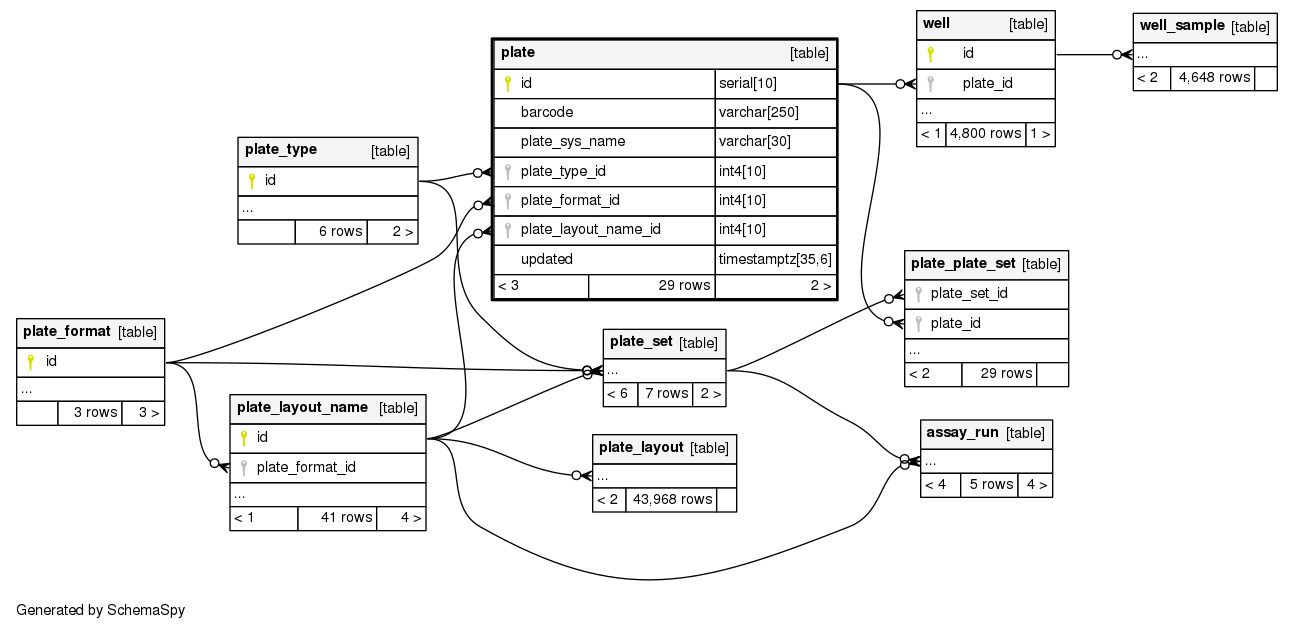 well [table]
id
plate_id
...
< 1 4,800 rows 1 >
well_sample [table]
...
< 2 4,648 rows
plate [table]
id serial[10]
barcode varchar[250]
plate_sys_name varchar[30]
plate_type_id int4[10]
plate_format_id int4[10]
plate_layout_name_id int4[10]
updated timestamptz[35,6]
< 3 29 rows 2 >
plate_type [table]
id
...
6 rows 2 >
plate_plate_set [table]
plate_set_id
plate_id
...
< 2 29 rows
plate_format [table]
id
...
3 rows 3 >
plate_set [table]
...
< 6 7 rows 2 >
plate_layout_name [table]
id
plate_format_id
...
< 1 41 rows 4 >
plate_layout [table]
...
< 2 43,968 rows
assay_run [table]
...
< 4 5 rows 4 >
Generated by SchemaSpy